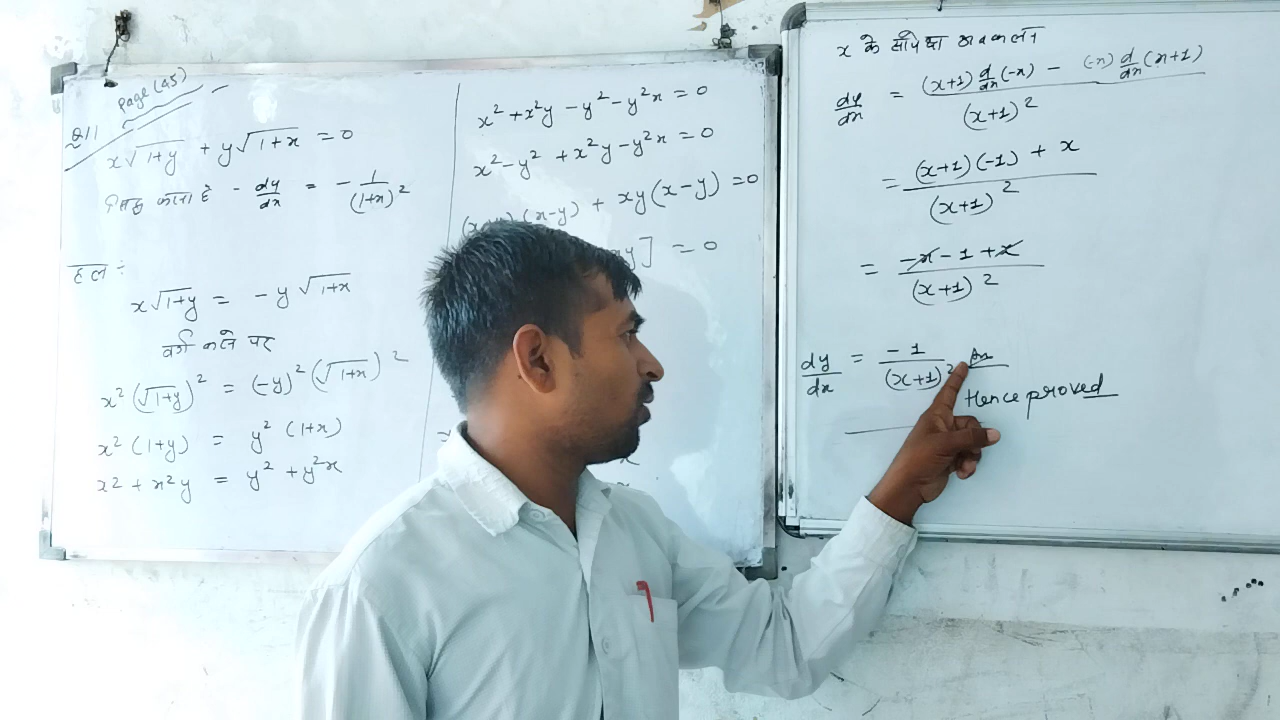 Page (45)
Q.11
x√1+y + y√1+x = 0
सिद्ध करना है - dy/dx = - 1/(1+x)²
हल :
x√1+y = -y √1+x
वर्ग करने पर
x² (√1+y)² = (-y)² (√1+x)²
x² (1+y) = y² (1+x)
x² + x²y = y² + y²x
x² + x²y - y² - y²x = 0
x² - y² + x²y - y²x = 0
(x-y) + xy(x-y) = 0
xy] = 0
x के सापेक्ष अवकलन
dy/dx = (x+1) d/dx (-x) - (-x) d/dx (x+1) / (x+1)²
= (x+1)(-1) + x / (x+1)²
= -x - 1 + x / (x+1)²
dy/dx = -1 / (x+1)² Ans
Hence proved